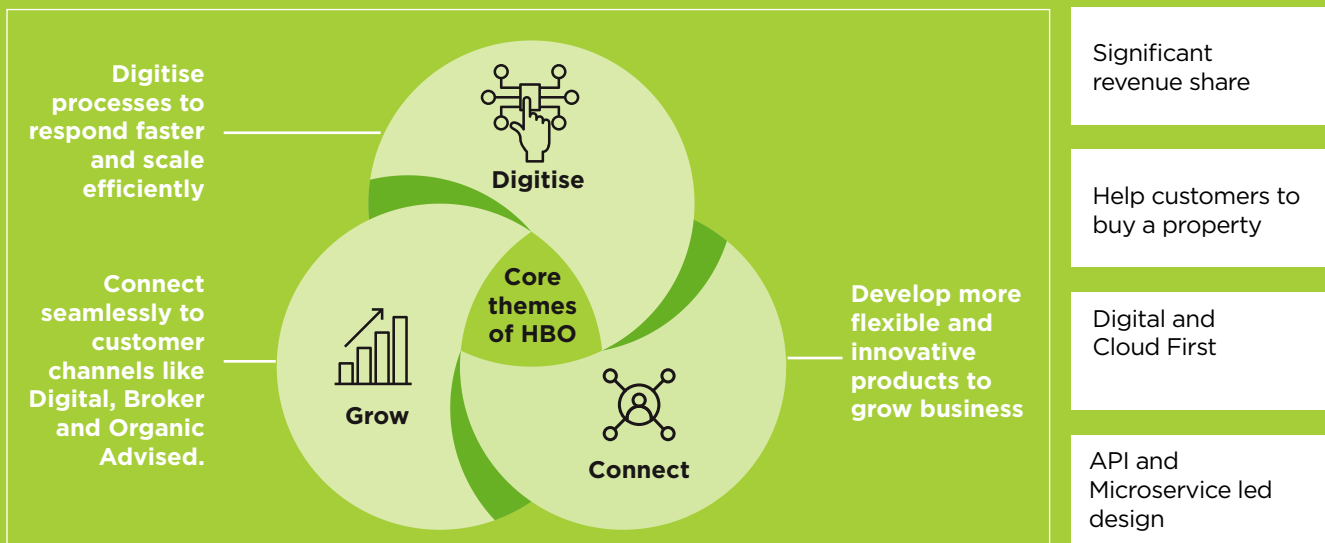 Digitise
processes to
respond faster
and scale
efficiently
Connect
seamlessly to
customer
channels like
Digital, Broker
and Organic
Advised.
Digitise
Core
themes
of HBO
Grow
Connect
Develop more
flexible and
innovative
products to
grow business
Significant
revenue share
Help customers to
buy a property
Digital and
Cloud First
API and
Microservice led
design